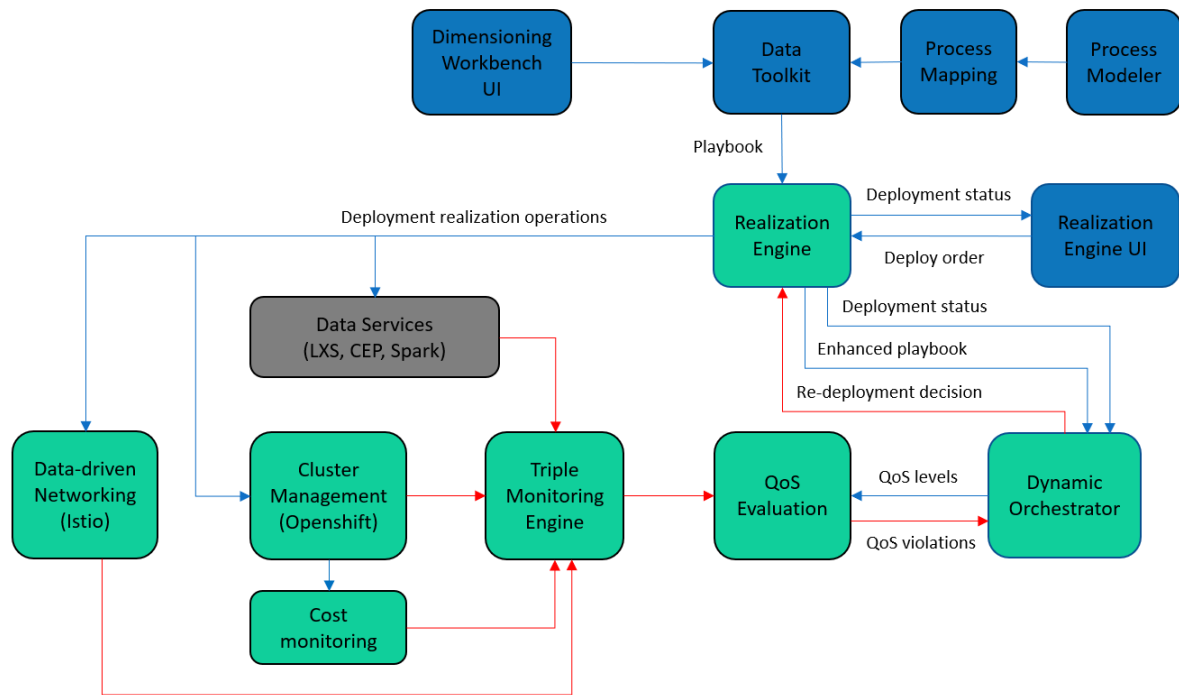 Dimensioning
Workbench
UI
Data
Toolkit
Process
Mapping
Process
Modeler
Playbook
Deployment status
Deployment realization operations
Realization
Engine
Realization
Engine UI
Deploy order
Deployment status
Data Services
(LXS, CEP, Spark)
Enhanced playbook
Re-deployment decision
Data-driven
Networking
(Istio)
Cluster
Management
(Openshift)
Triple
Monitoring
Engine
QoS
Evaluation
QoS levels
QoS violations
Dynamic
Orchestrator
Cost
monitoring